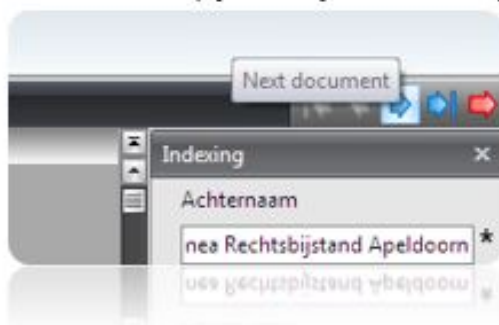 Next document
Indexing
Achternaam
nea Rechtsbijstand Apeldoorn *